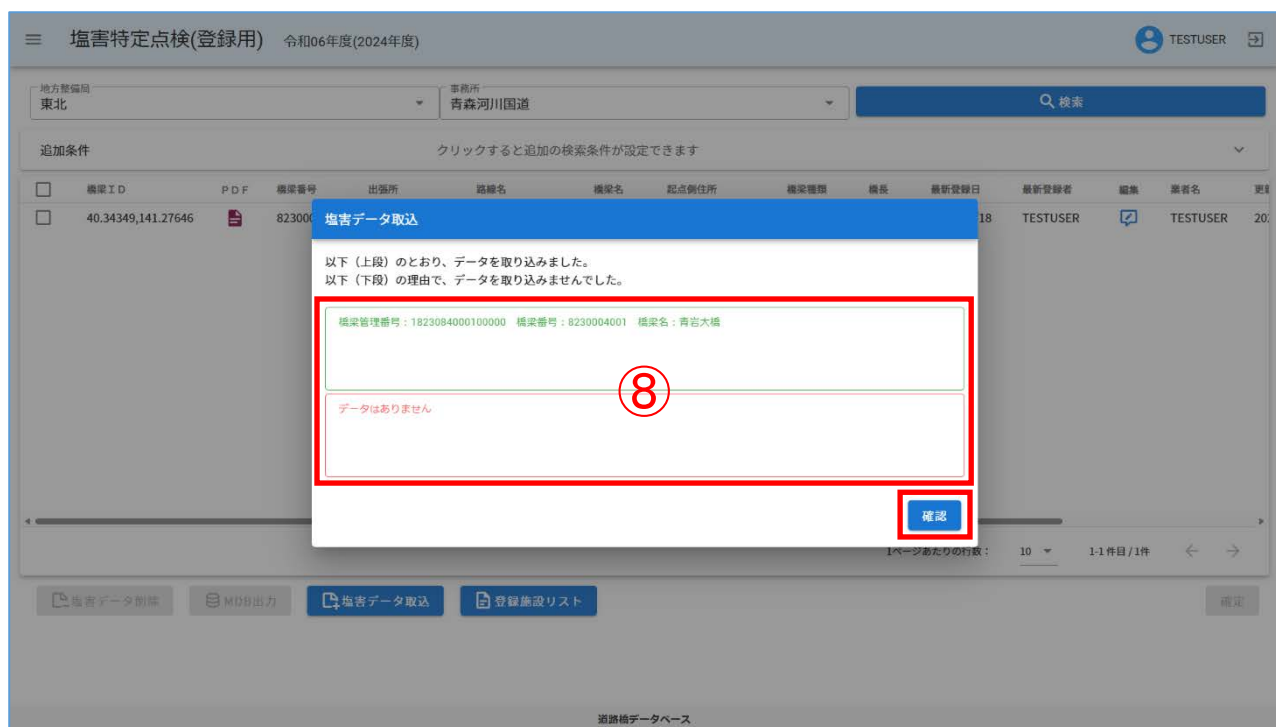 塩害特定点検(登録用) 令和06年度(2024年度) TESTUSER
地方整備局
東北
事務所
青森河川国道
検索
追加条件 クリックすると追加の検索条件が設定できます
橋梁ID PDF 橋梁番号 出張所 路線名 橋梁名 起点側住所 橋梁種類 橋長 最新登録日 最新登録者 編集 業者名
40.34349,141.27646 82300 18 TESTUSER TESTUSER 20
塩害データ取込
以下（上段）のとおり、データを取り込みました。
以下（下段）の理由で、データを取り込みませんでした。
橋梁管理番号：1823084000100000 橋梁番号：8230004001 橋梁名：青岩大橋
⑧
データはありません
確認
1ページあたりの行数： 10 1-1 件目 / 1件
塩害データ削除 MDB出力 塩害データ取込 登録施設リスト 確定
道路橋データベース